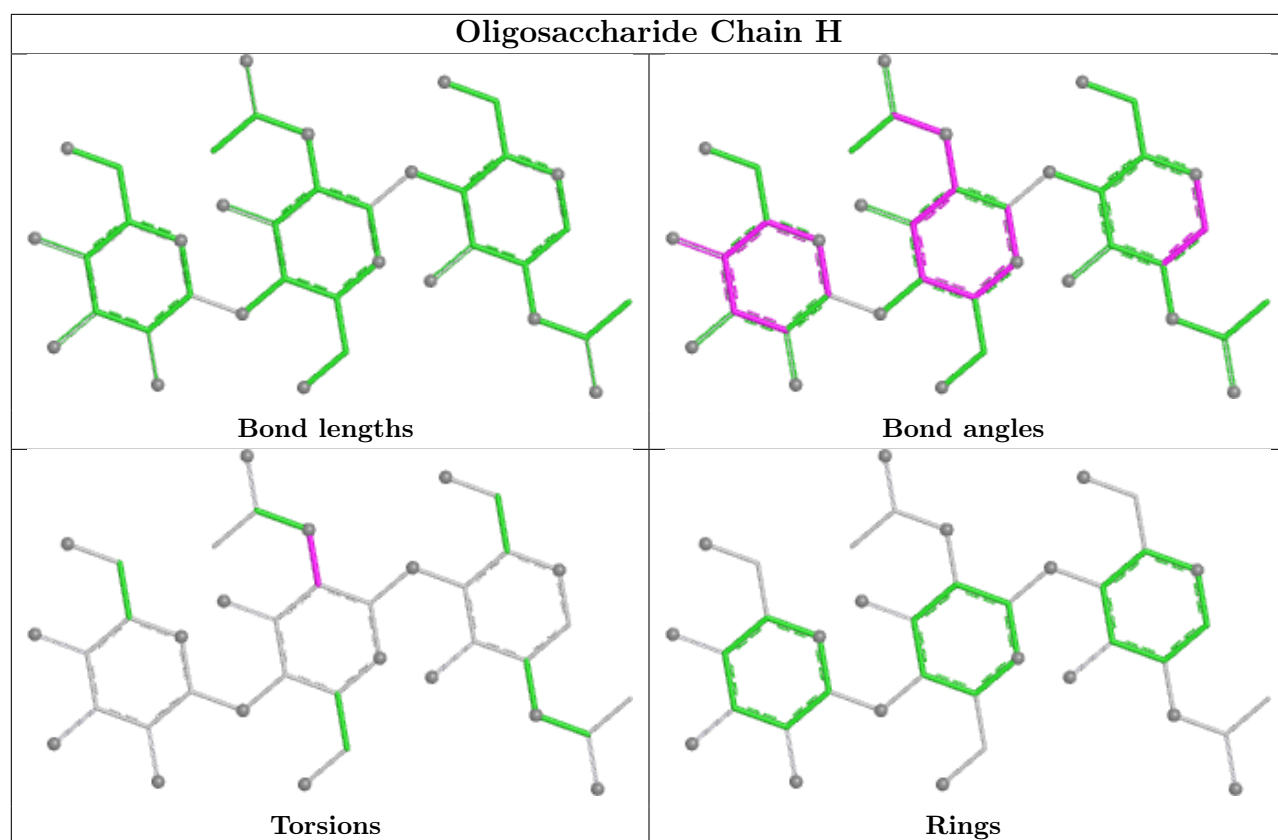 Oligosaccharide Chain H
Bond lengths
Bond angles
Torsions
Rings